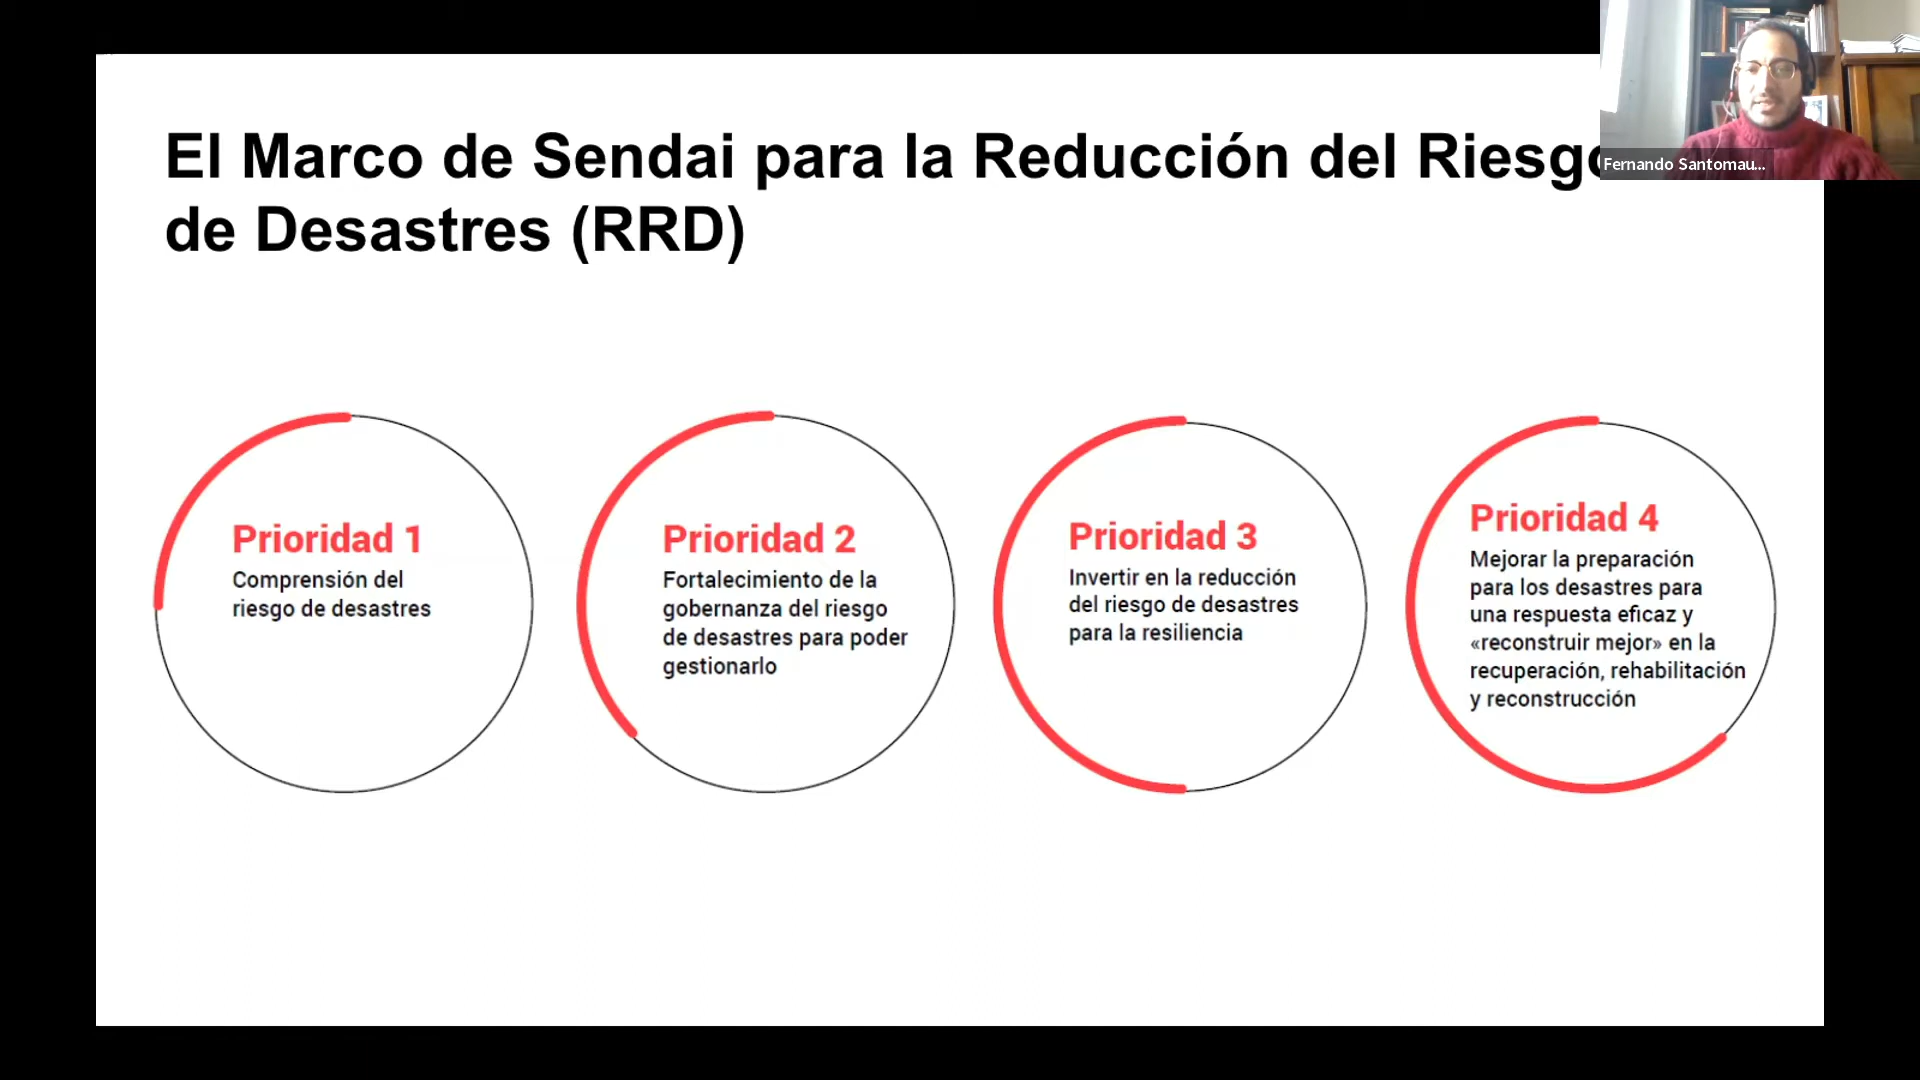 El Marco de Sendai para la Reducción del Riesgo
de Desastres (RRD)
Fernando Santomau...
Prioridad 1
Comprensión del
riesgo de desastres
Prioridad 2
Fortalecimiento de la
gobernanza del riesgo
de desastres para poder
gestionarlo
Prioridad 3
Invertir en la reducción
del riesgo de desastres
para la resiliencia
Prioridad 4
Mejorar la preparación
para los desastres para
una respuesta eficaz y
«reconstruir mejor» en la
recuperación, rehabilitación
y reconstrucción